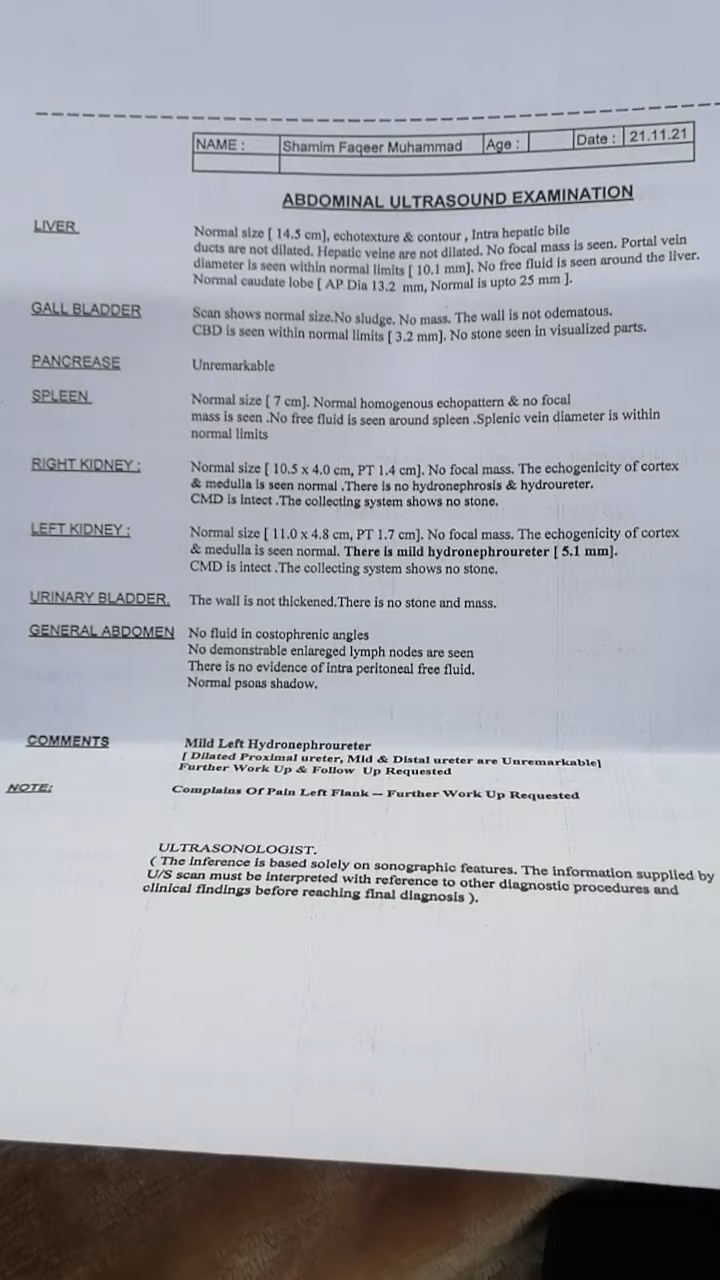 NAME : Shamim Faqeer Muhammad Age : Date : 21.11.21
ABDOMINAL ULTRASOUND EXAMINATION
LIVER Normal size [ 14.5 cm], echotexture & contour , Intra hepatic bile
ducts are not dilated. Hepatic veine are not dilated. No focal mass is seen. Portal vein
diameter is seen within normal limits [ 10.1 mm]. No free fluid is seen around the liver.
Normal caudate lobe [ AP Dia 13.2 mm, Normal is upto 25 mm ].
GALL BLADDER Scan shows normal size.No sludge. No mass. The wall is not odematous.
CBD is seen within normal limits [ 3.2 mm]. No stone seen in visualized parts.
PANCREASE Unremarkable
SPLEEN Normal size [ 7 cm]. Normal homogenous echopattern & no focal
mass is seen .No free fluid is seen around spleen .Splenic vein diameter is within
normal limits
RIGHT KIDNEY : Normal size [ 10.5 x 4.0 cm, PT 1.4 cm]. No focal mass. The echogenicity of cortex
& medulla is seen normal .There is no hydronephrosis & hydroureter.
CMD is intect .The collecting system shows no stone.
LEFT KIDNEY : Normal size [ 11.0 x 4.8 cm, PT 1.7 cm]. No focal mass. The echogenicity of cortex
& medulla is seen normal. There is mild hydronephroureter [ 5.1 mm].
CMD is intect .The collecting system shows no stone.
URINARY BLADDER. The wall is not thickened.There is no stone and mass.
GENERAL ABDOMEN No fluid in costophrenic angles
No demonstrable enlareged lymph nodes are seen
There is no evidence of intra peritoneal free fluid.
Normal psoas shadow.
COMMENTS Mild Left Hydronephroureter
[ Dilated Proximal ureter, Mid & Distal ureter are Unremarkable]
Further Work Up & Follow Up Requested
NOTE: Complains Of Pain Left Flank – Further Work Up Requested
ULTRASONOLOGIST.
( The inference is based solely on sonographic features. The information supplied by
U/S scan must be interpreted with reference to other diagnostic procedures and
clinical findings before reaching final diagnosis ).